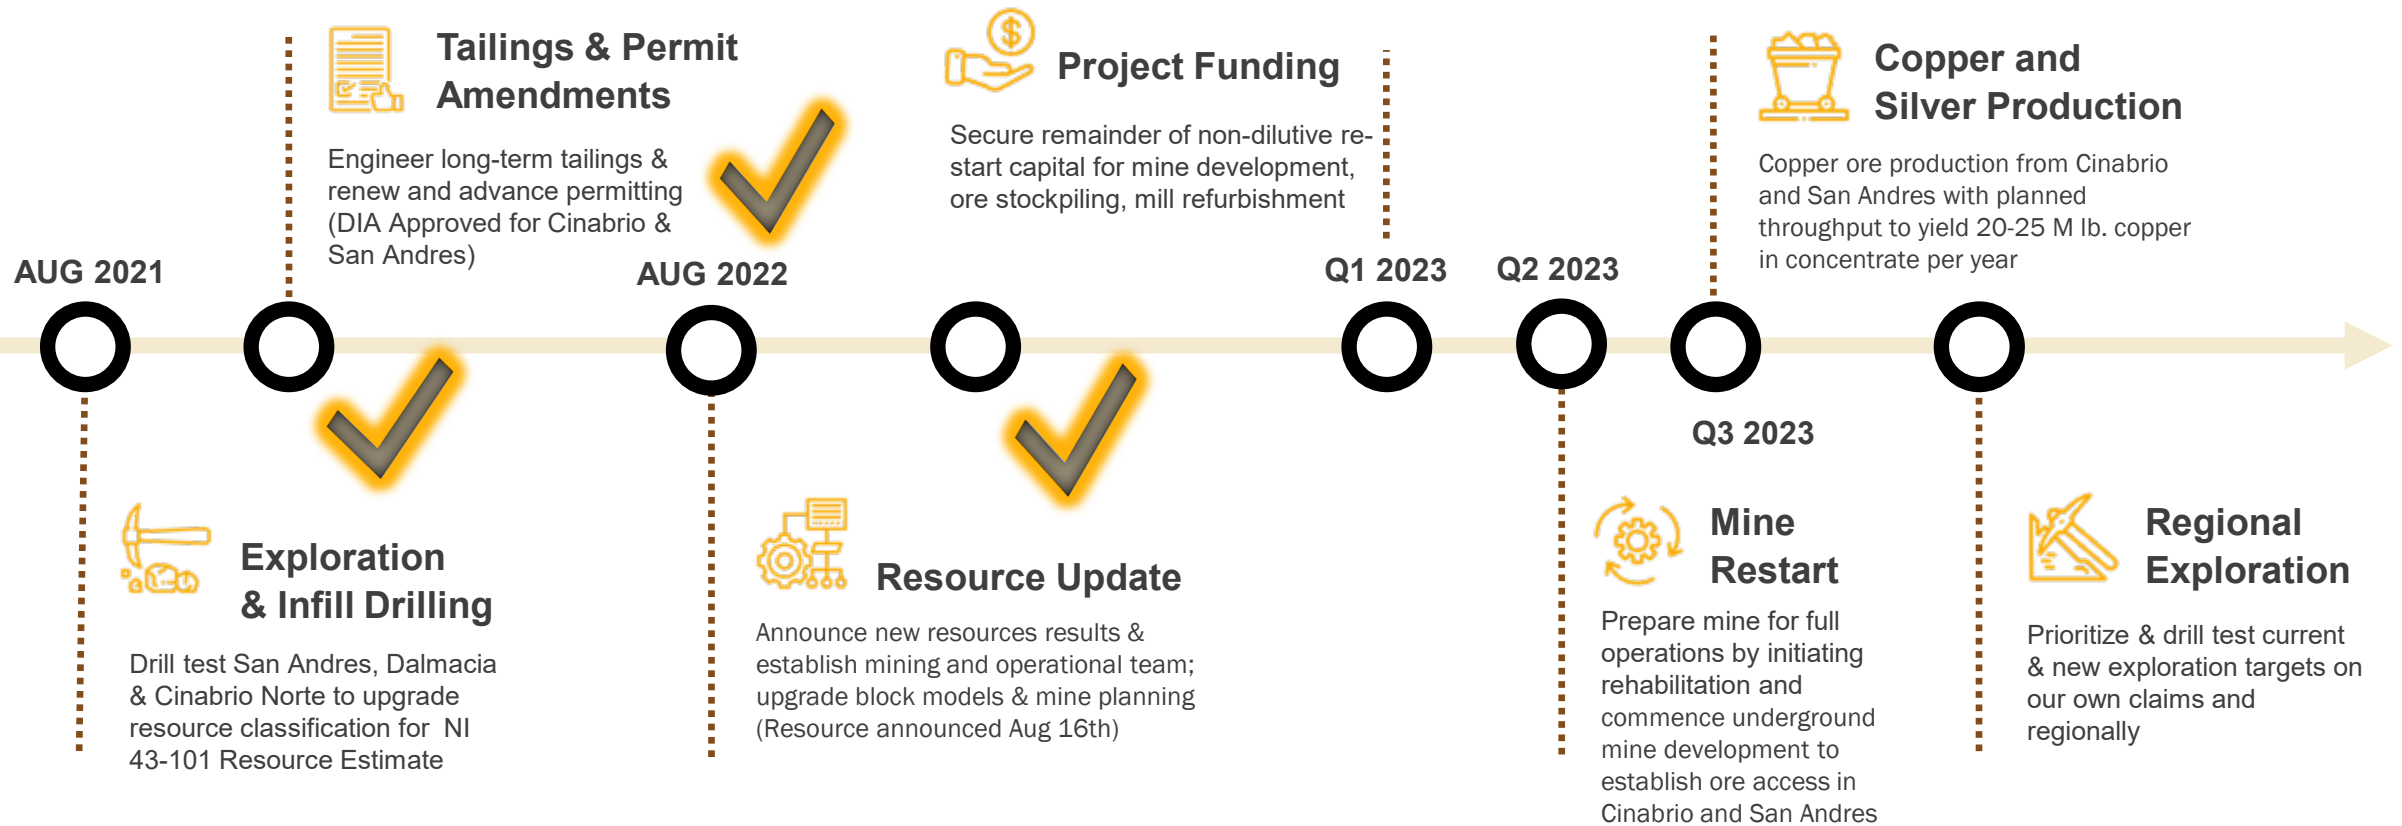 Tailings & Permit
Amendments
Engineer long-term tailings &
renew and advance permitting
(DIA Approved for Cinabrio &
San Andres)
Project Funding
Secure remainder of non-dilutive re-
start capital for mine development,
ore stockpiling, mill refurbishment
Copper and
Silver Production
Copper ore production from Cinabrio
and San Andres with planned
throughput to yield 20-25 M lb. copper
in concentrate per year
AUG 2021
AUG 2022
Q1 2023
Q2 2023
Q3 2023
Exploration
& Infill Drilling
Drill test San Andres, Dalmacia
& Cinabrio Norte to upgrade
resource classification for NI
43-101 Resource Estimate
Resource Update
Announce new resources results &
establish mining and operational team;
upgrade block models & mine planning
(Resource announced Aug 16th)
Mine
Restart
Prepare mine for full
operations by initiating
rehabilitation and
commence underground
mine development to
establish ore access in
Cinabrio and San Andres
Regional
Exploration
Prioritize & drill test current
& new exploration targets on
our own claims and
regionally